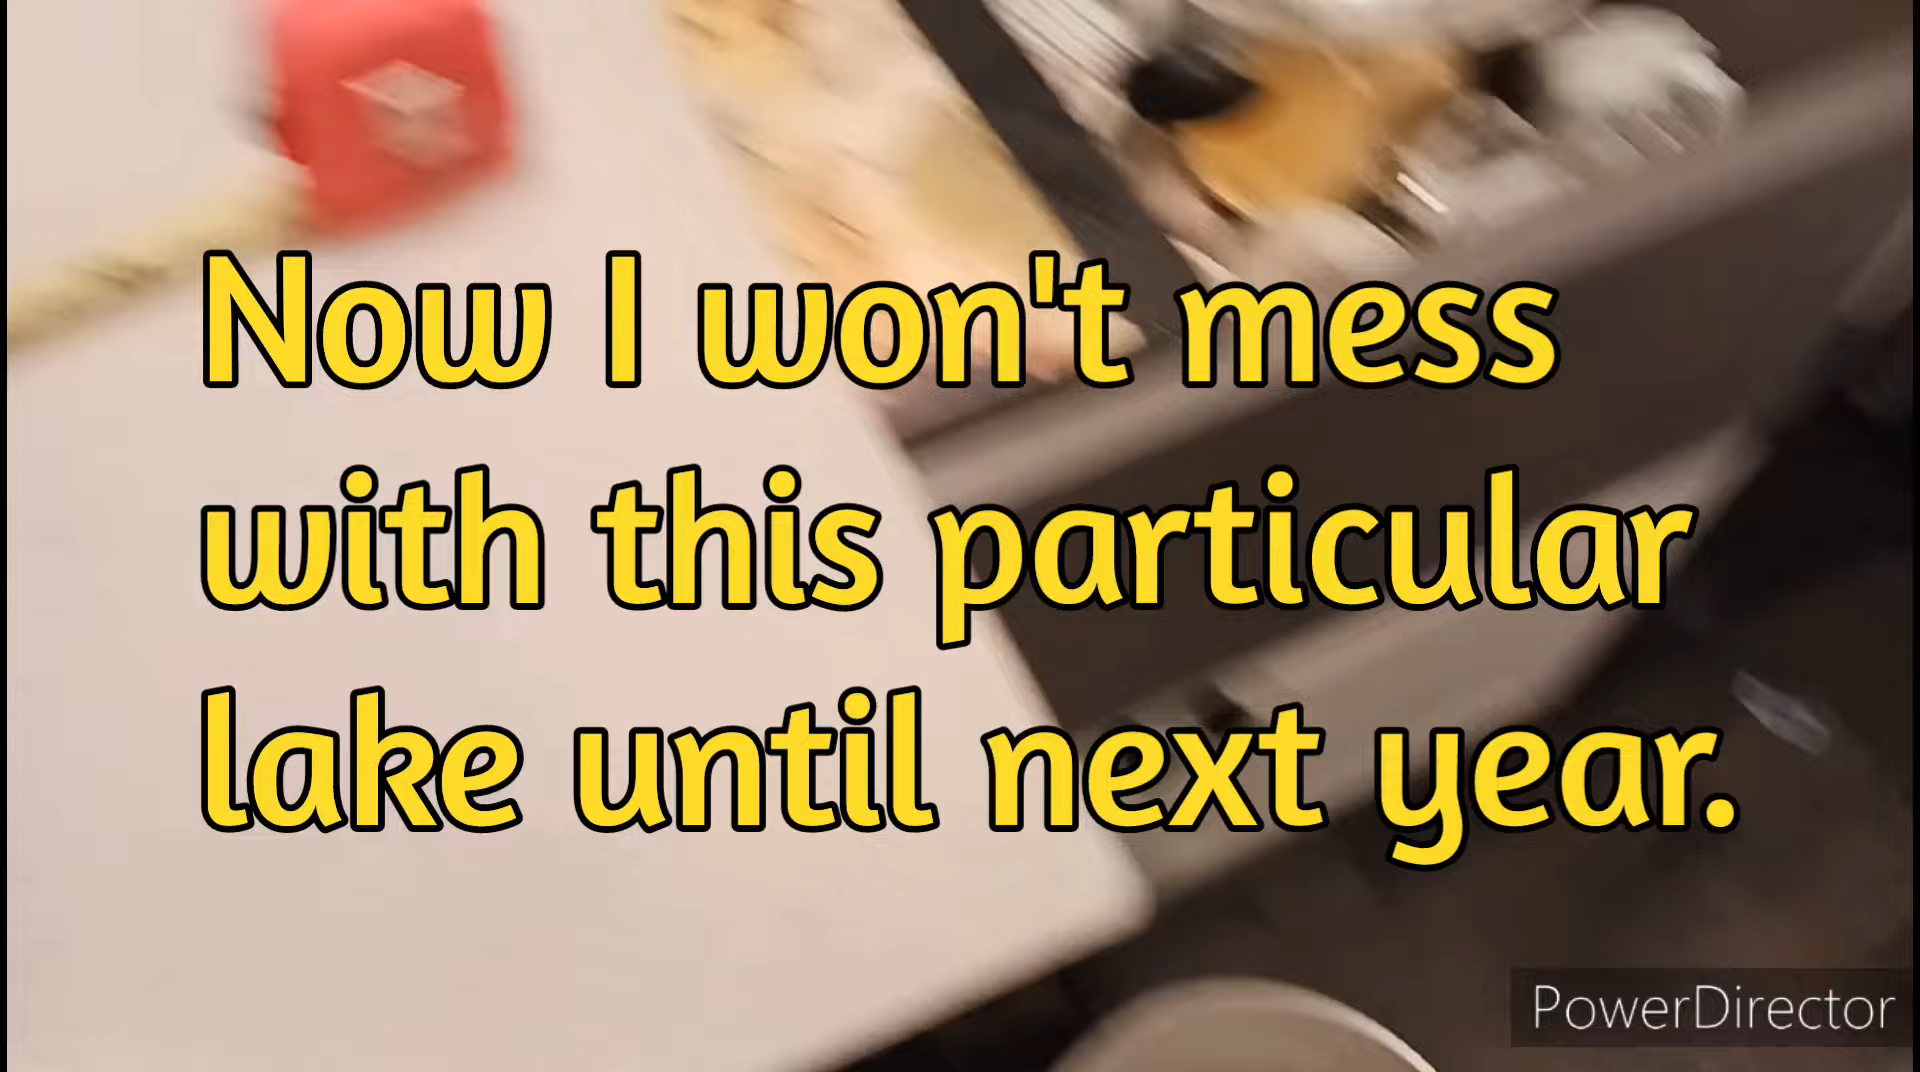 Now I won't mess
with this particular
lake until next year.
PowerDirector